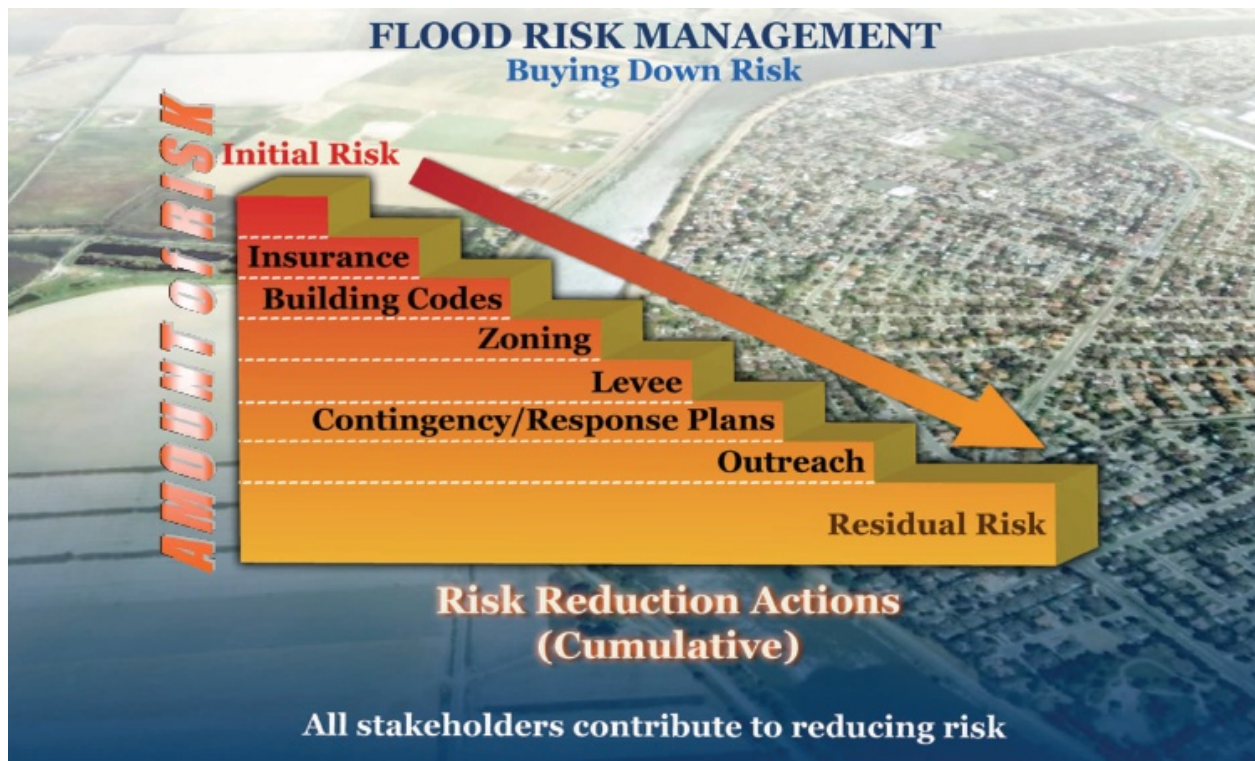 FLOOD RISK MANAGEMENT
Buying Down Risk
AMOUNT of RISK
Initial Risk
Insurance
Building Codes
Zoning
Levee
Contingency/Response Plans
Outreach
Residual Risk
Risk Reduction Actions
(Cumulative)
All stakeholders contribute to reducing risk